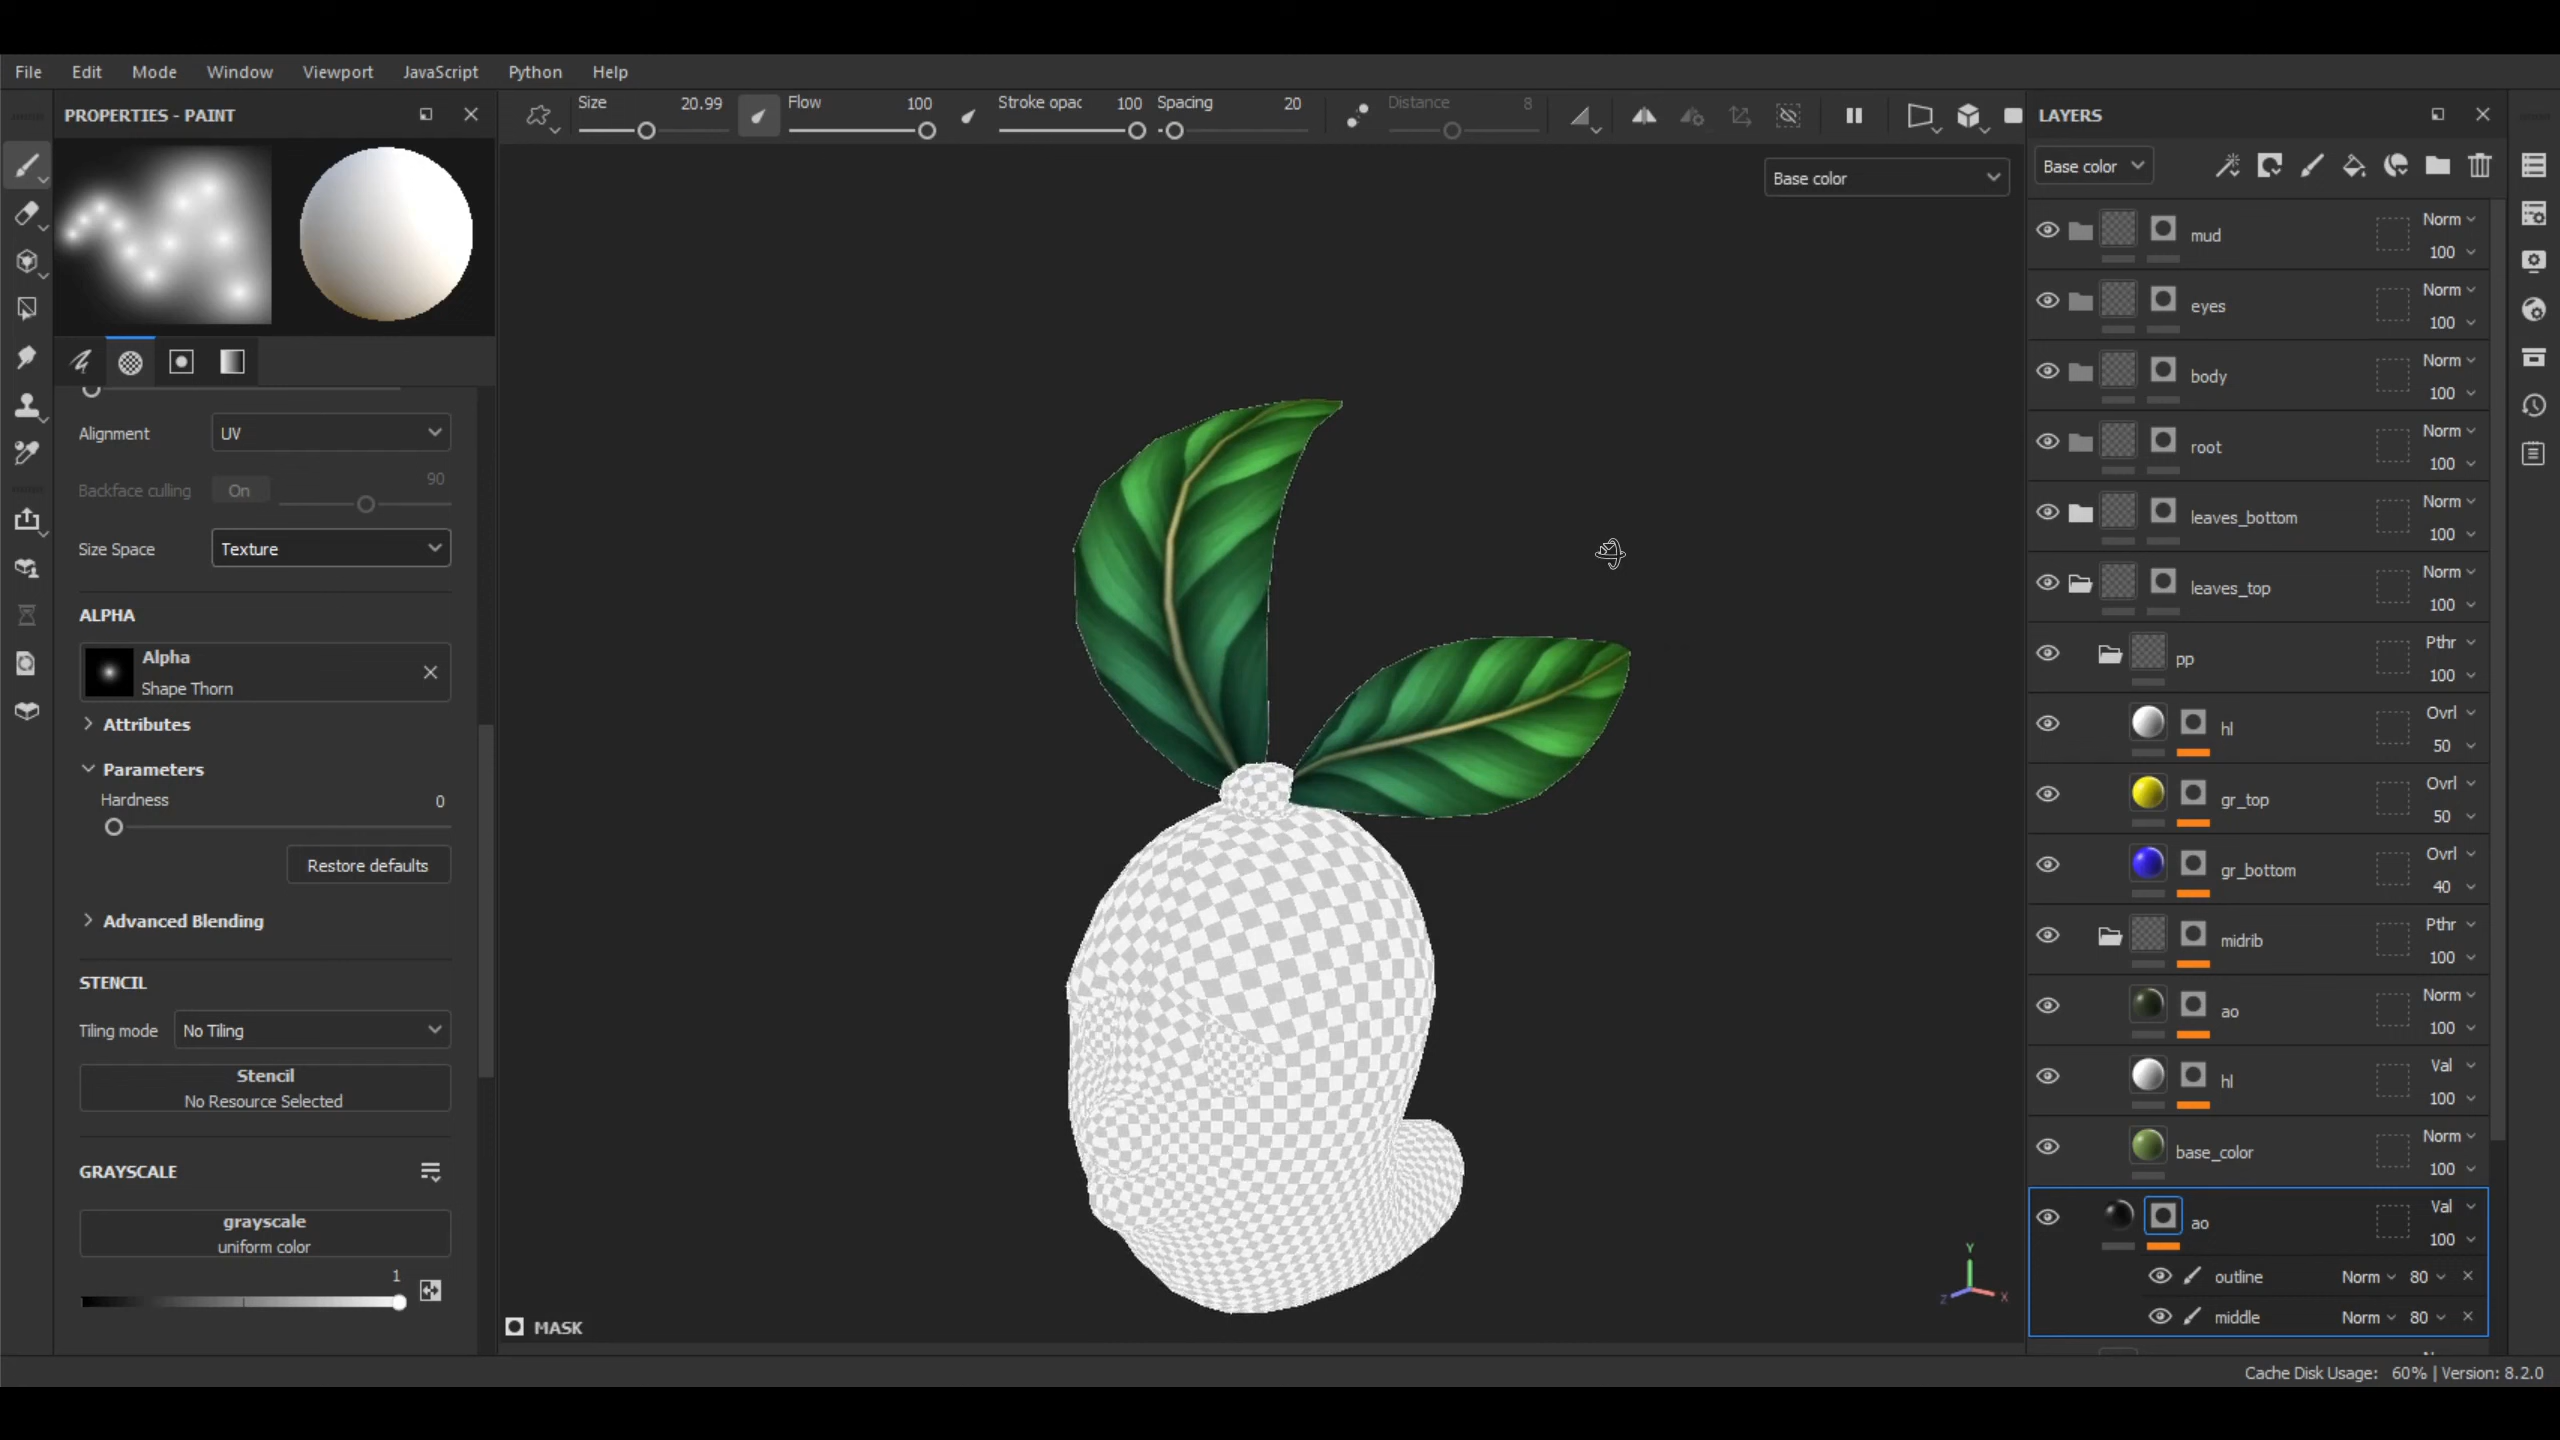 File Edit Mode Window Viewport JavaScript Python Help
PROPERTIES - PAINT
Size 20.99 Flow 100 Stroke opac 100 Spacing 20 Distance 8
Base color
Alignment UV
Backface culling On 90
Size Space Texture
ALPHA
Alpha
Shape Thorn
Attributes
Parameters
Hardness 0
Restore defaults
Advanced Blending
STENCIL
Tiling mode No Tiling
Stencil
No Resource Selected
GRAYSCALE
grayscale
uniform color
1
MASK
Y
Z X
LAYERS
Base color
mud Norm 100
eyes Norm 100
body Norm 100
root Norm 100
leaves_bottom Norm 100
leaves_top Norm 100
pp Pthr 100
hl Ovrl 50
gr_top Ovrl 50
gr_bottom Ovrl 40
midrib Pthr 100
ao Norm 100
hl Val 100
base_color Norm 100
ao Val 100
outline Norm 80
middle Norm 80
Cache Disk Usage: 60% | Version: 8.2.0